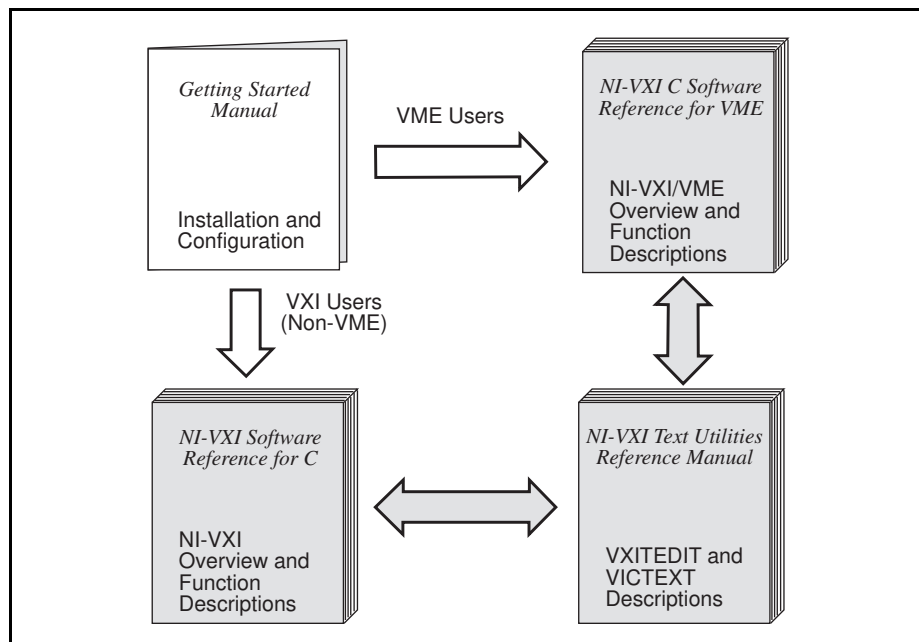 Getting Started
Manual
Installation and
Configuration
VME Users
NI-VXI C Software
Reference for VME
NI-VXI/VME
Overview and
Function
Descriptions
VXI Users
(Non-VME)
NI-VXI Software
Reference for C
NI-VXI
Overview and
Function
Descriptions
NI-VXI Text Utilities
Reference Manual
VXITEDIT and
VICTEXT
Descriptions